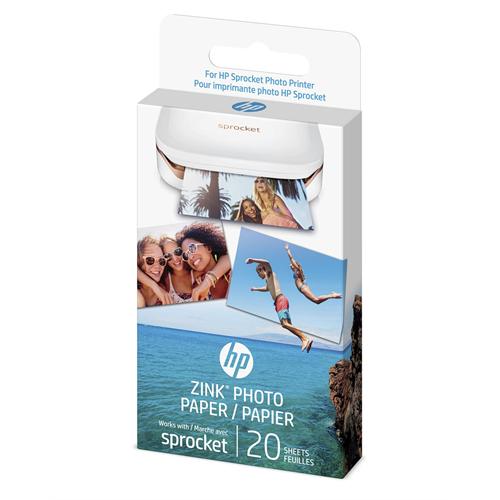 For HP Sprocket Photo Printer
Pour imprimante photo HP Sprocket
hp
sprocket
hp
ZINK® PHOTO
PAPER / PAPIER
Works with / Marche avec
sprocket
20 SHEETS
FEUILLES